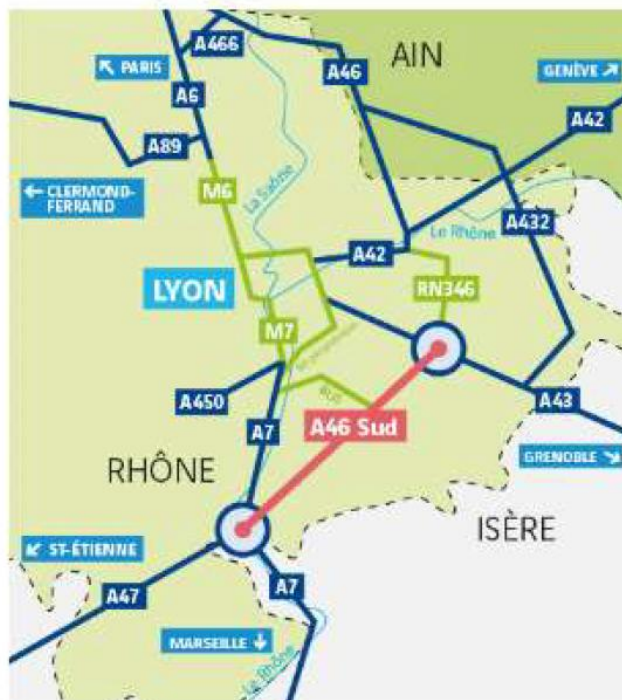 A466
PARIS
A46
AIN
GENÈVE
A6
A42
A89
M6
La Saône
CLERMOND-
FERRAND
A432
Le Rhône
A42
LYON
RN346
M7
A450
BUS
A43
A7
A46 Sud
RHÔNE
GRENOBLE
ISÈRE
ST-ÉTIENNE
A7
A47
MARSEILLE
Le Rhône